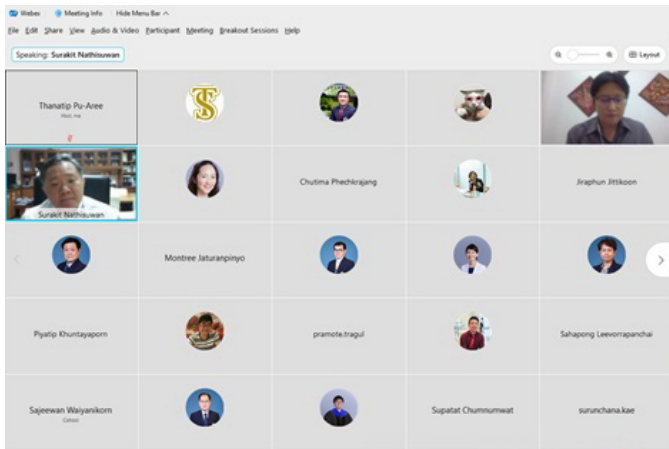 Webex Meeting Info Hide Menu Bar
File Edit Share View Audio & Video Participant Meeting Breakout Sessions Help
Speaking: Surakit Nathisuwan
Layout
Thanatip Pu-Aree
Host, me
Surakit Nathisuwan
Chutima Phechkrajang
Jiraphun Jittikoon
Montree Jaturanpinyo
Piyatip Khuntayaporn
pramote.tragul
Sahapong Leevorrapanchai
Sajeewan Waiyanikorn
Cohost
Supatat Chumnumwat
surunchana.kae